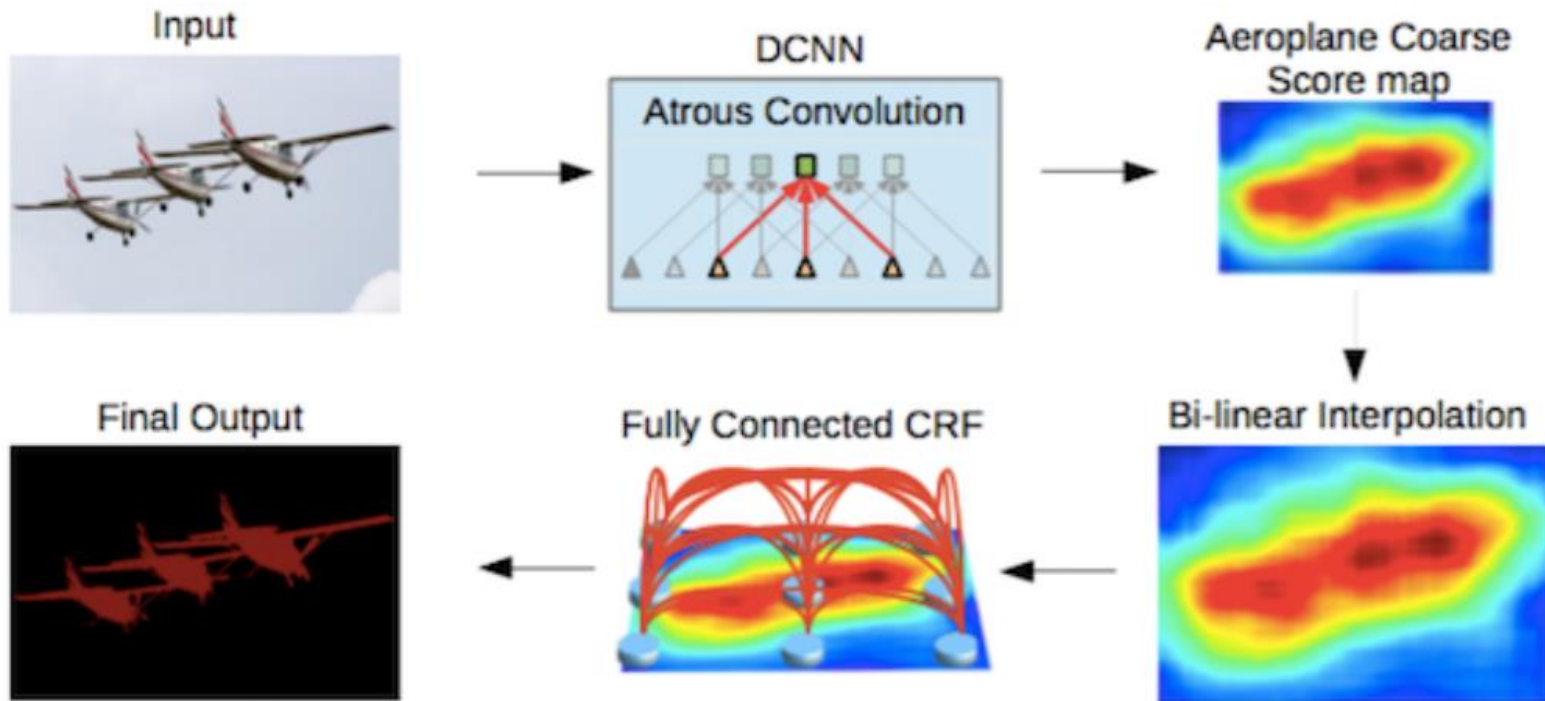 Input
DCNN
Atrous Convolution
Aeroplane Coarse
Score map
Bi-linear Interpolation
Fully Connected CRF
Final Output